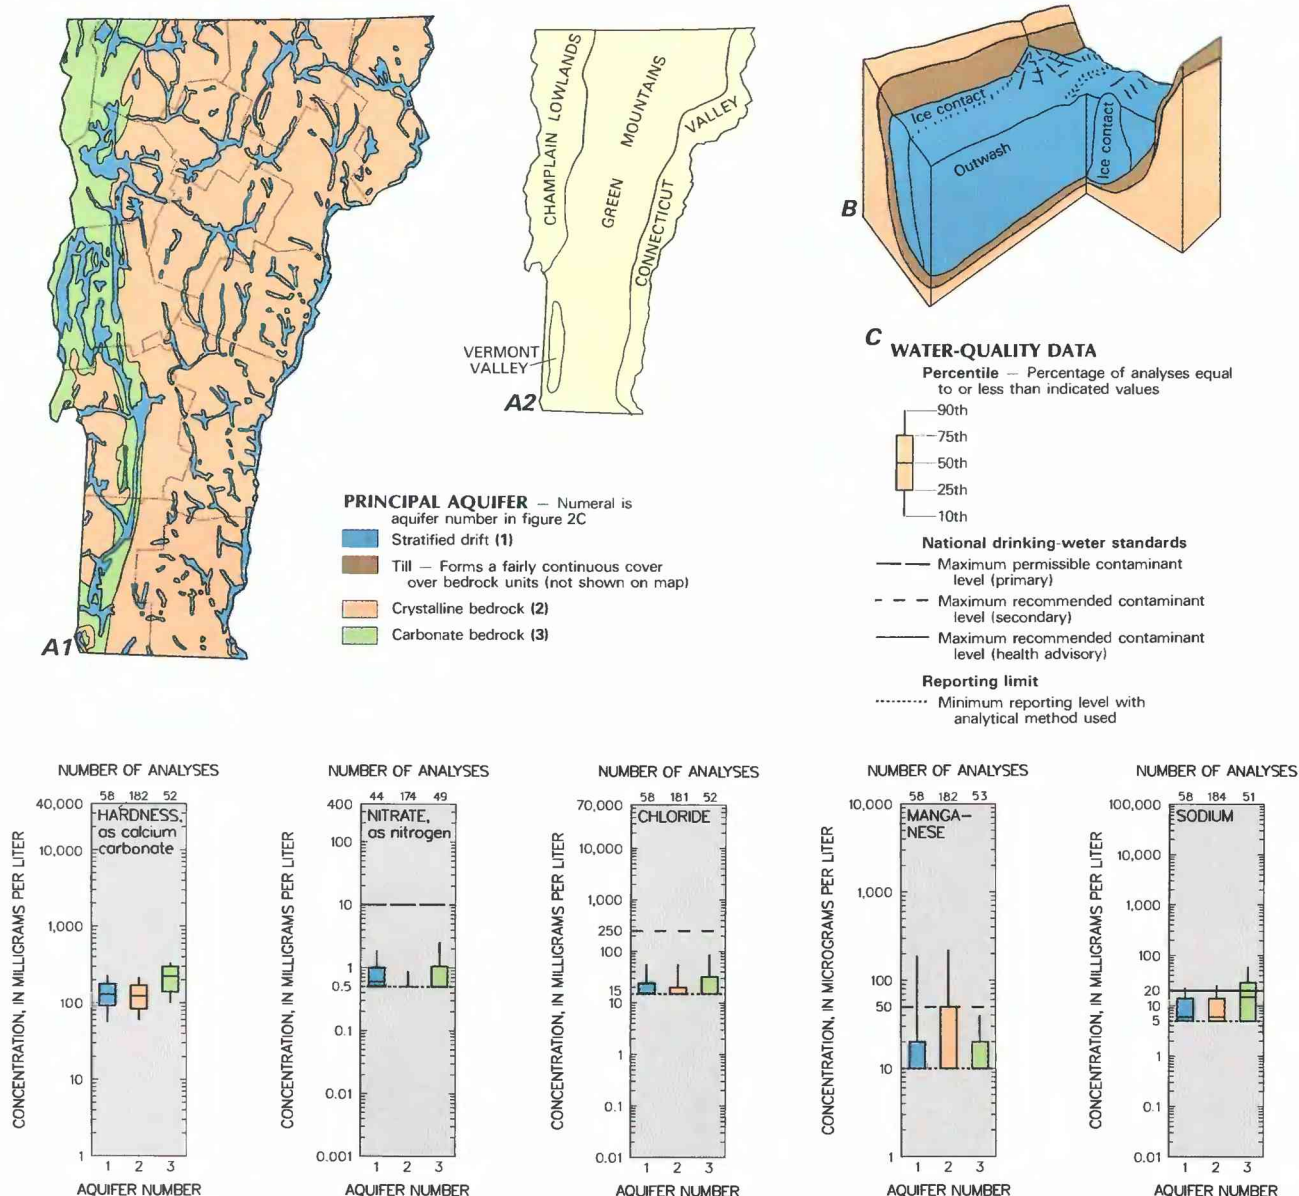 CHAMPLAIN LOWLANDS
GREEN MOUNTAINS
CONNECTICUT VALLEY
VERMONT
VALLEY
A2
A1
Ice contact
Outwash
Ice contact
B
PRINCIPAL AQUIFER — Numeral is
aquifer number in figure 2C
Stratified drift (1)
Till — Forms a fairly continuous cover
over bedrock units (not shown on map)
Crystalline bedrock (2)
Carbonate bedrock (3)
C WATER-QUALITY DATA
Percentile — Percentage of analyses equal
to or less than indicated values
90th
75th
50th
25th
10th
National drinking-water standards
Maximum permissible contaminant
level (primary)
Maximum recommended contaminant
level (secondary)
Maximum recommended contaminant
level (health advisory)
Reporting limit
Minimum reporting level with
analytical method used
NUMBER OF ANALYSES
58 182 52
HARDNESS,
as calcium
carbonate
CONCENTRATION, IN MILLIGRAMS PER LITER
40,000
10,000
1,000
100
10
1
1 2 3
AQUIFER NUMBER
NUMBER OF ANALYSES
44 174 49
NITRATE,
as nitrogen
CONCENTRATION, IN MILLIGRAMS PER LITER
400
100
10
1
0.5
0.1
0.01
0.001
1 2 3
AQUIFER NUMBER
NUMBER OF ANALYSES
58 181 52
CHLORIDE
CONCENTRATION, IN MILLIGRAMS PER LITER
70,000
10,000
1,000
250
100
15
10
1
0.1
0.01
1 2 3
AQUIFER NUMBER
NUMBER OF ANALYSES
58 182 53
MANGA-
NESE
CONCENTRATION, IN MICROGRAMS PER LITER
10,000
1,000
100
50
10
1
1 2 3
AQUIFER NUMBER
NUMBER OF ANALYSES
58 184 51
SODIUM
CONCENTRATION, IN MILLIGRAMS PER LITER
100,000
10,000
1,000
100
20
10
5
1
0.1
0.01
1 2 3
AQUIFER NUMBER